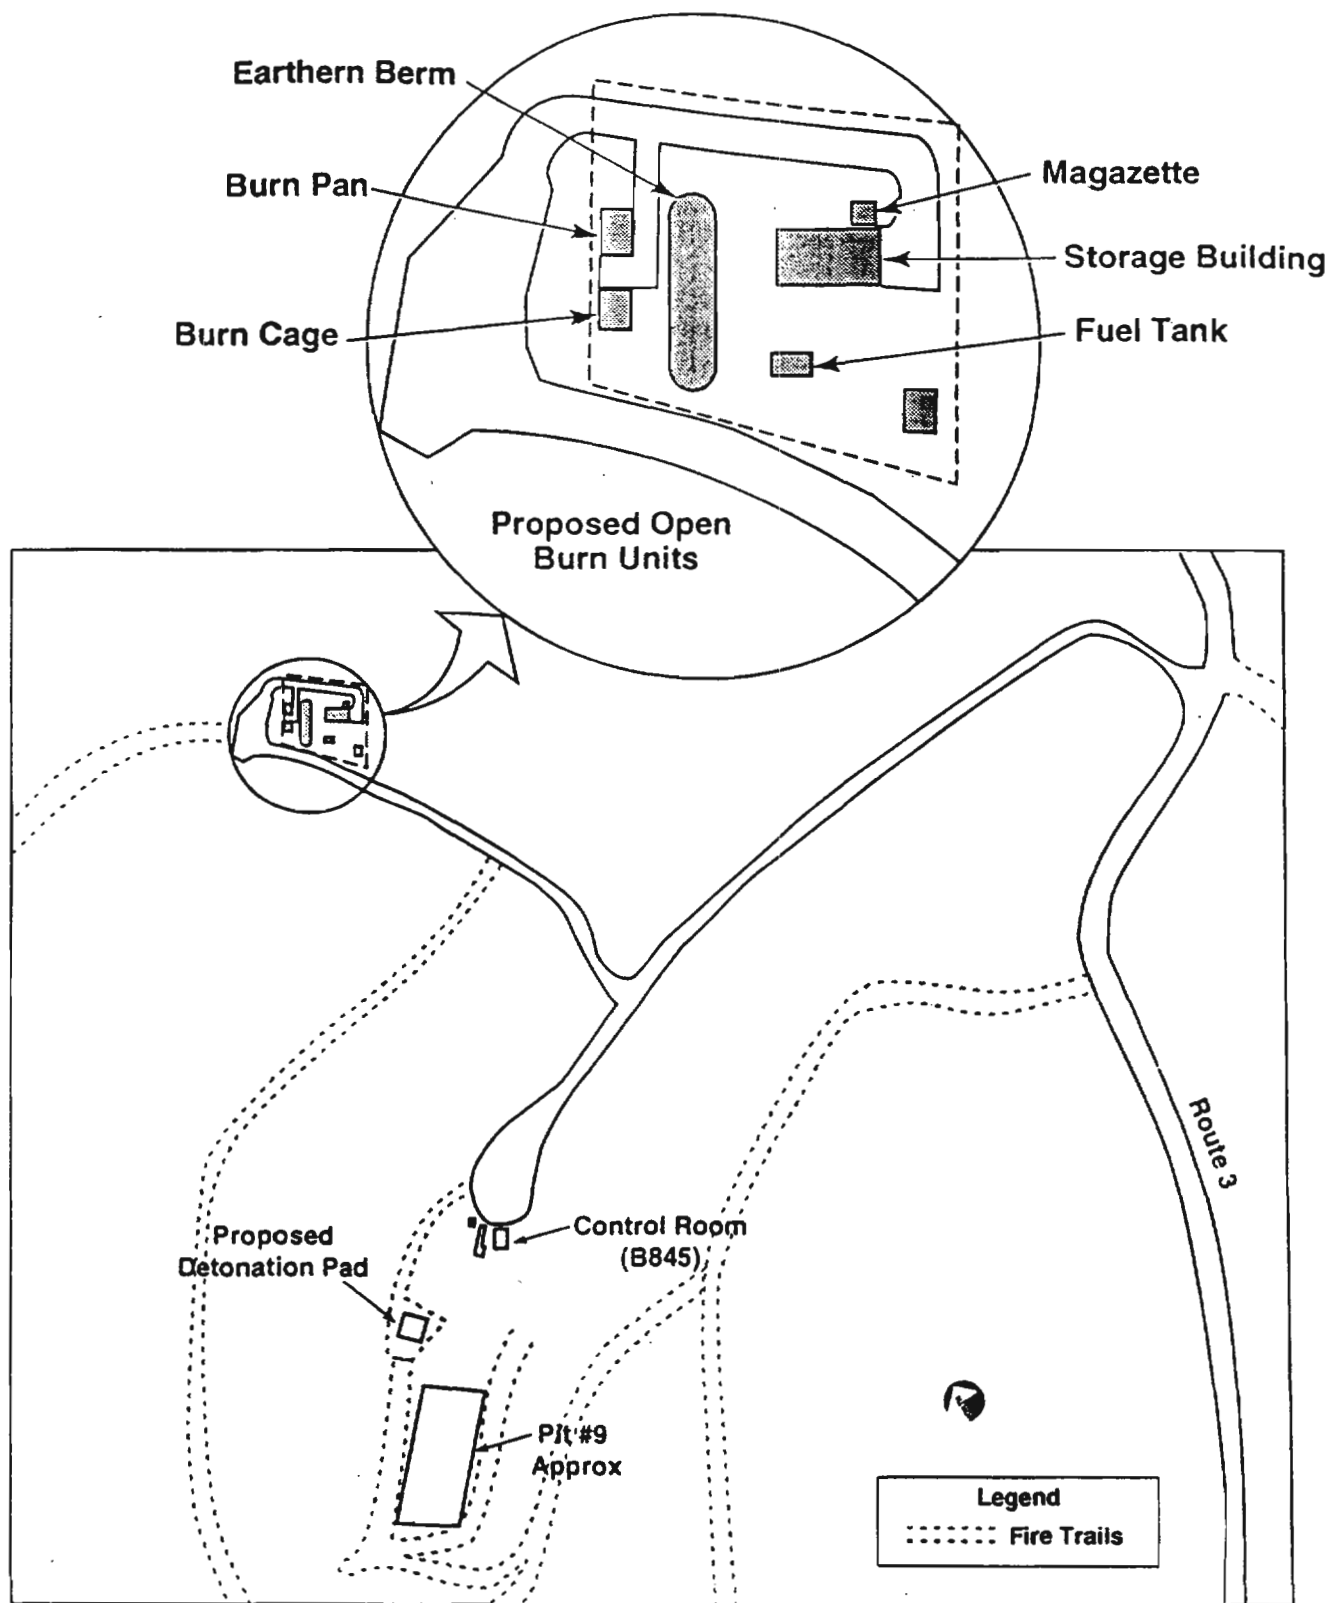 Earthern Berm
Burn Pan
Magazette
Storage Building
Burn Cage
Fuel Tank
Proposed Open
Burn Units
Route 3
Proposed
Detonation Pad
Control Room
(B845)
Pit #9
Approx
Legend
Fire Trails